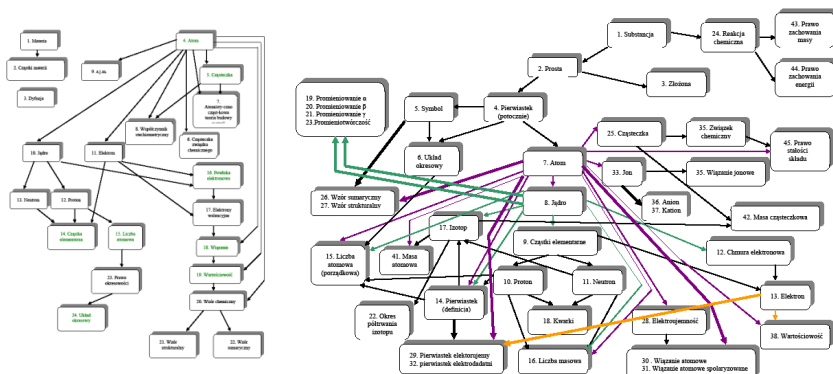 1. Materia
2. Cząstki materii
3. Dyfuzja
4. Atom
5. Cząsteczka
7.
teoria budowy
8. Współczynnik
stechiometryczny
6. Cząsteczka
związku
chemicznego
10. Jądro
11. Elektron
16. Powłoka
elektronowa
13. Neutron
12. Proton
17. Elektrony
walencyjne
14. Cząstka
elementarna
15. Liczba
atomowa
18. Wiązanie
19. Wartościowość
23. Prawo
okresowości
20. Wzór chemiczny
24. Układ
okresowy
21. Wzór
strukturalny
22. Wzór
sumaryczny
1. Substancja
24. Reakcja
chemiczna
43. Prawo
zachowania
masy
44. Prawo
zachowania
energii
2. Prosta
3. Złożona
19. Promieniowanie α
20. Promieniowanie β
21. Promieniowanie γ
23.Promieniotwórczość
5. Symbol
4. Pierwiastek
(potocznie)
6. Układ
okresowy
25. Cząsteczka
35. Związek
chemiczny
45. Prawo
stałości
składu
7. Atom
33. Jon
35. Wiązanie jonowe
26. Wzór sumaryczny
27. Wzór strukturalny
8. Jądro
36. Anion
37. Kation
42. Masa cząsteczkowa
17. Izotop
9. Cząstki elementarne
12. Chmura elektronowa
15. Liczba
atomowa
(porządkowa)
41. Masa
atomowa
10. Proton
11. Neutron
13. Elektron
14. Pierwiastek
(definicja)
22. Okres
półtrwania
izotopu
18. Kwarki
28. Elektroujemność
38. Wartościowość
29. Pierwiastek elektorujemy
32. pierwiastek elektrododatni
16. Liczba masowa
30 . Wiązanie atomowe
31. Wiązanie atomowe spolaryzowane